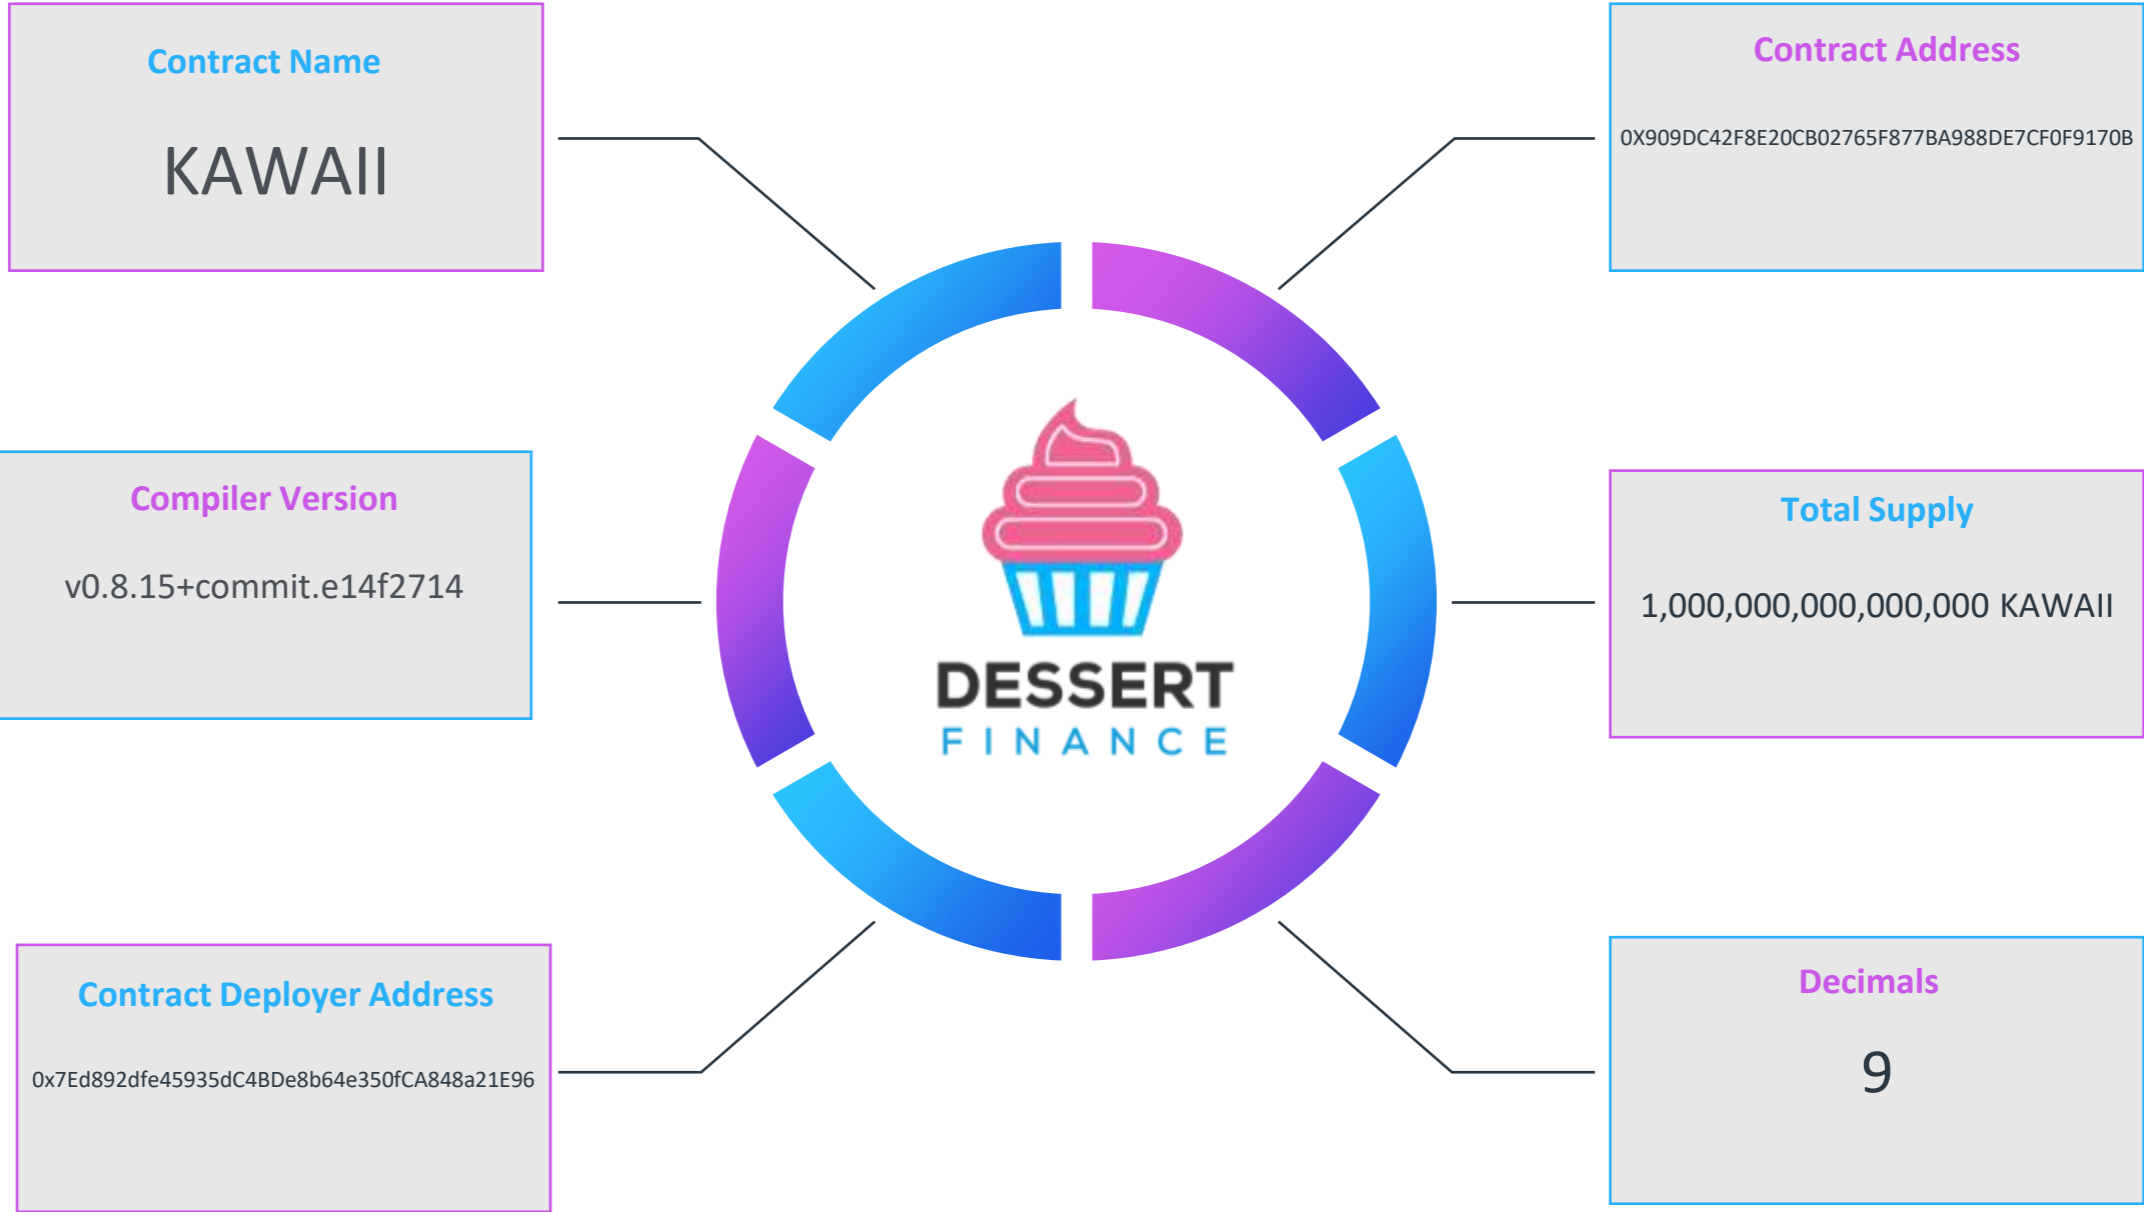 Contract Name
KAWAII
Contract Address
0X909DC42F8E20CB02765F877BA988DE7CF0F9170B
Compiler Version
v0.8.15+commit.e14f2714
DESSERT
FINANCE
Total Supply
1,000,000,000,000,000 KAWAII
Contract Deployer Address
0x7Ed892dfe45935dC4BDe8b64e350fCA848a21E96
Decimals
9